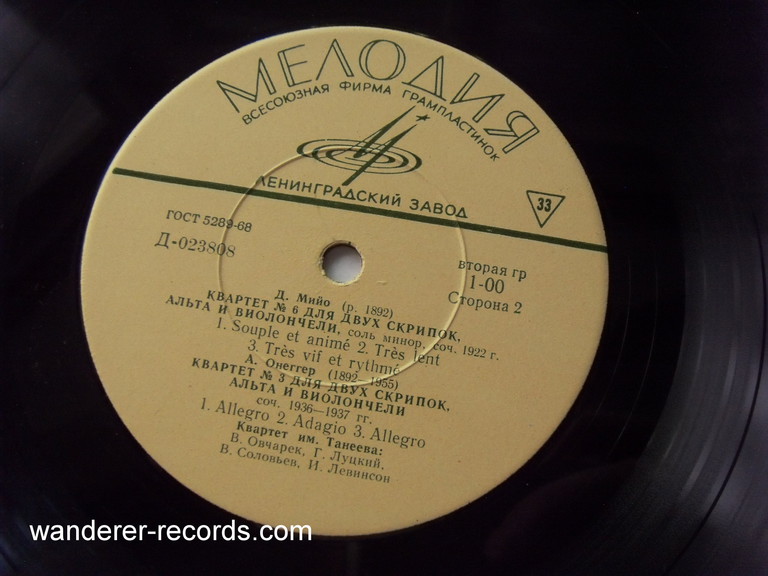 МЕЛОДИЯ
ВСЕСОЮЗНАЯ ФИРМА ГРАМПЛАСТИНОК
ЛЕНИНГРАДСКИЙ ЗАВОД
33
ГОСТ 5289-68
Д-023808
вторая гр
1-00
Сторона 2
Д. Мийо (р. 1892)
КВАРТЕТ № 6 ДЛЯ ДВУХ СКРИПОК,
АЛЬТА И ВИОЛОНЧЕЛИ, соль минор, соч. 1922 г.
1. Souple et animé 2. Très lent
3. Très vif et rythmé
А. Онеггер (1892—1955)
КВАРТЕТ № 3 ДЛЯ ДВУХ СКРИПОК,
АЛЬТА И ВИОЛОНЧЕЛИ
соч. 1936—1937 гг.
1. Allegro 2. Adagio 3. Allegro
Квартет им. Танеева:
В. Овчарек, Г. Луцкий,
В. Соловьев, И. Левинсон
wanderer-records.com